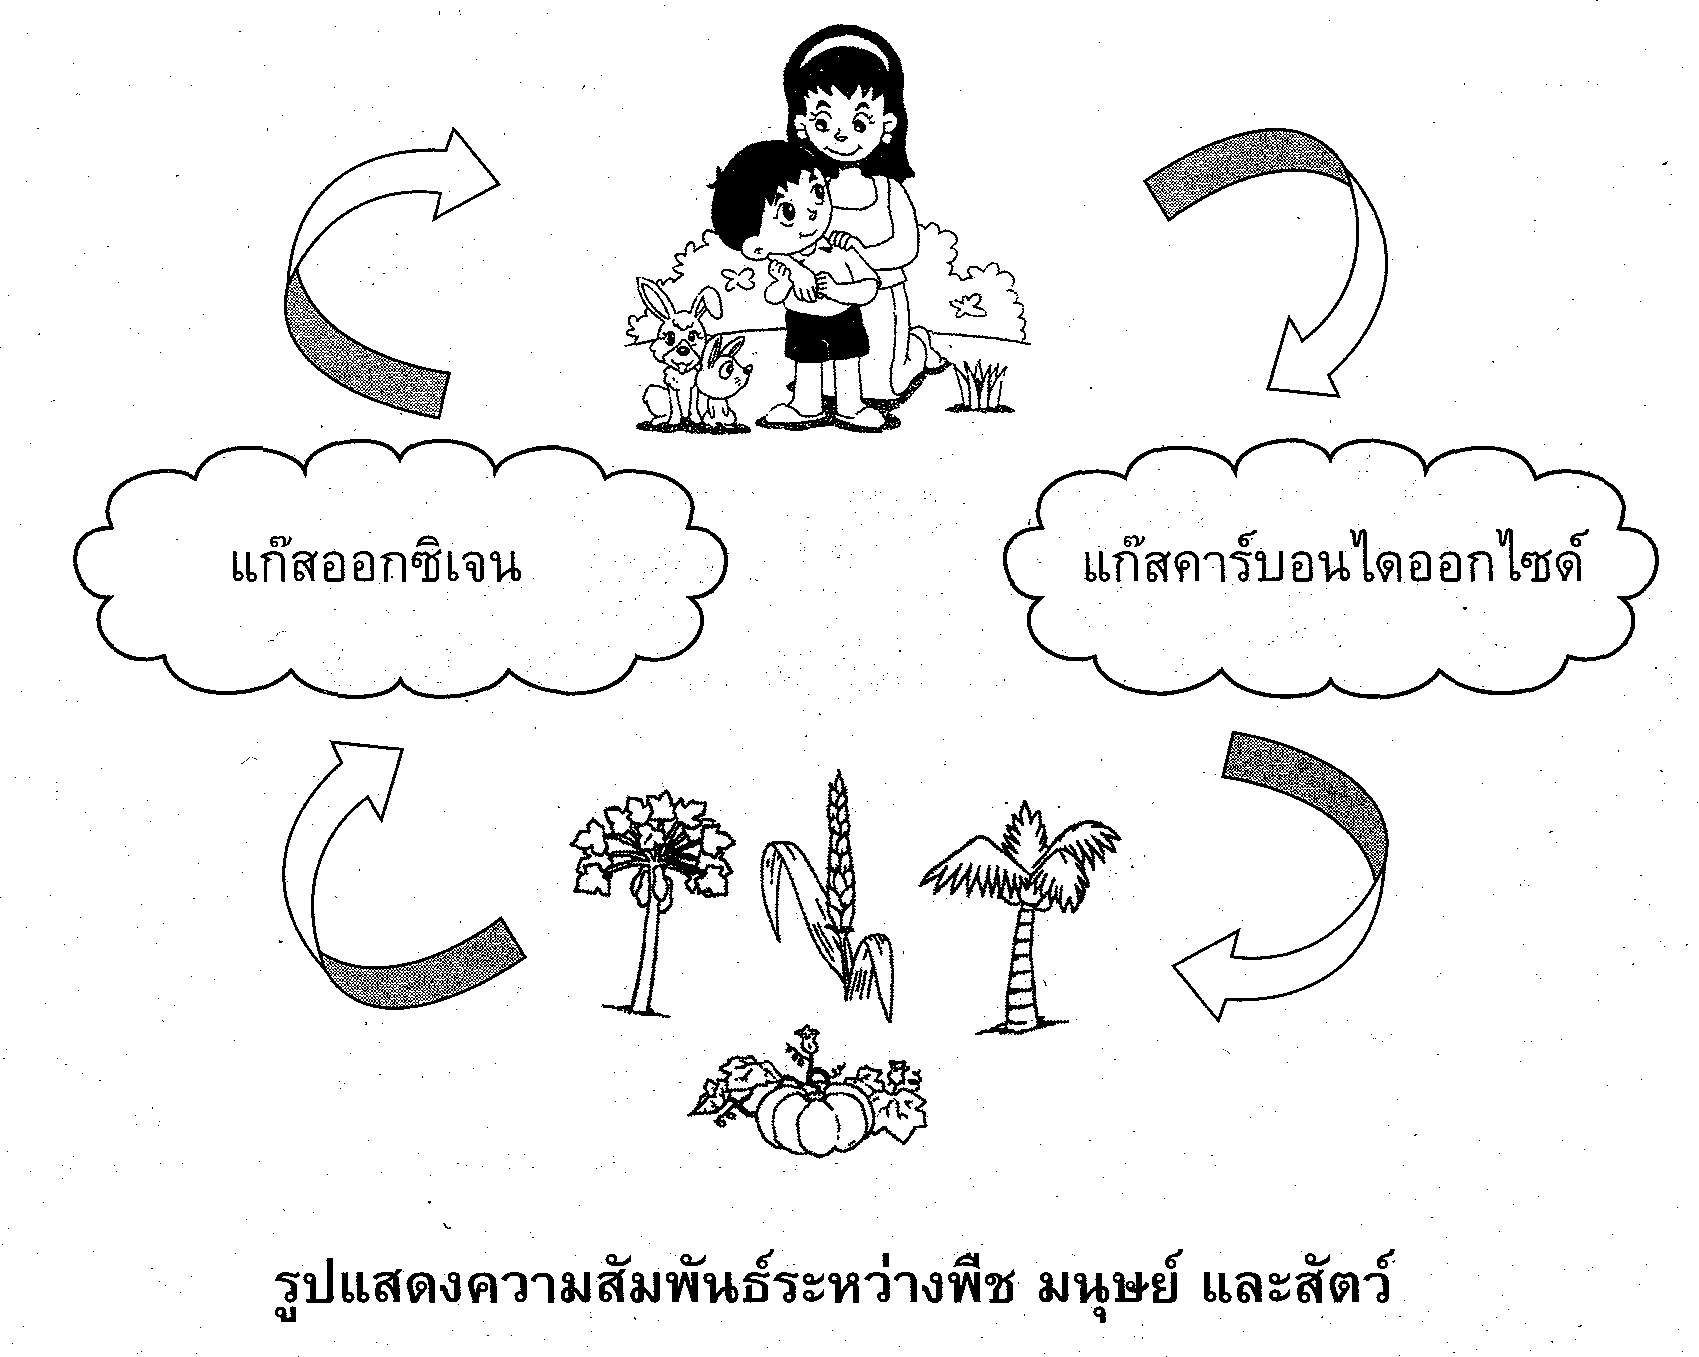 แก๊สออกซิเจน
แก๊สคาร์บอนไดออกไซด์
รูปแสดงความสัมพันธ์ระหว่างพืช มนุษย์ และสัตว์